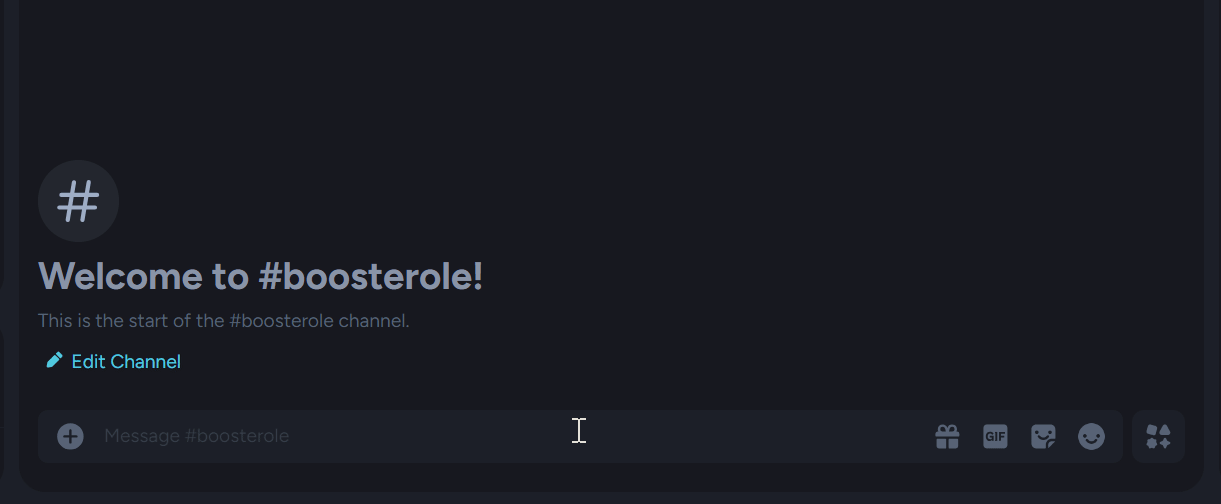 Welcome to #boosterole!
This is the start of the #boosterole channel.
Edit Channel
Message #boosterole
GIF